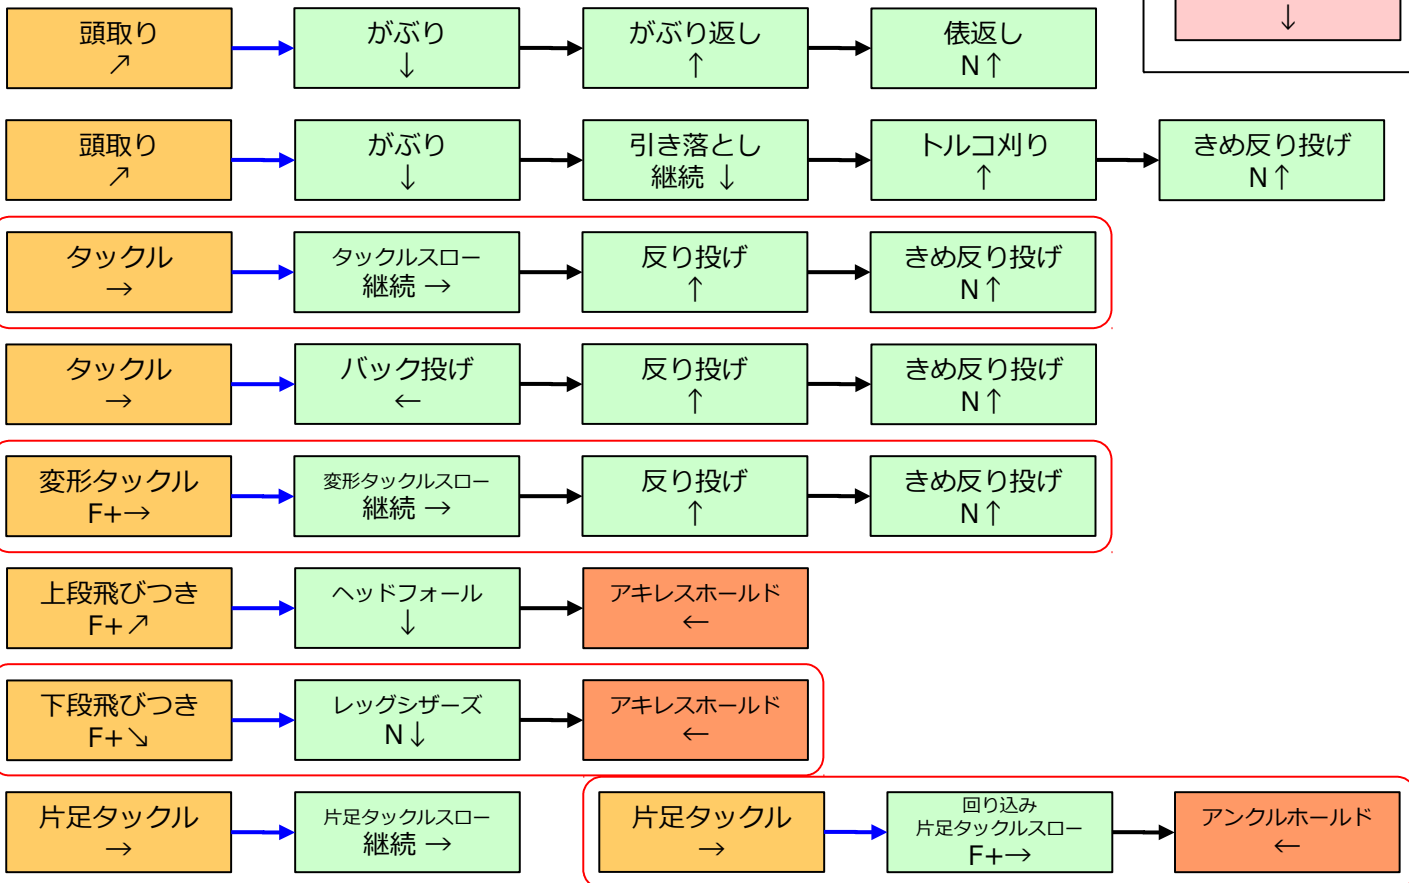 ↓
頭取り
↗
がぶり
↓
がぶり返し
↑
俵返し
N↑
頭取り
↗
がぶり
↓
引き落とし
継続 ↓
トルコ刈り
↑
きめ反り投げ
N↑
タックル
→
タックルスロー
継続 →
反り投げ
↑
きめ反り投げ
N↑
タックル
→
バック投げ
←
反り投げ
↑
きめ反り投げ
N↑
変形タックル
F+→
変形タックルスロー
継続 →
反り投げ
↑
きめ反り投げ
N↑
上段飛びつき
F+↗
ヘッドフォール
↓
アキレスホールド
←
下段飛びつき
F+↘
レッグシザーズ
N↓
アキレスホールド
←
片足タックル
→
片足タックルスロー
継続 →
片足タックル
→
回り込み
片足タックルスロー
F+→
アンクルホールド
←